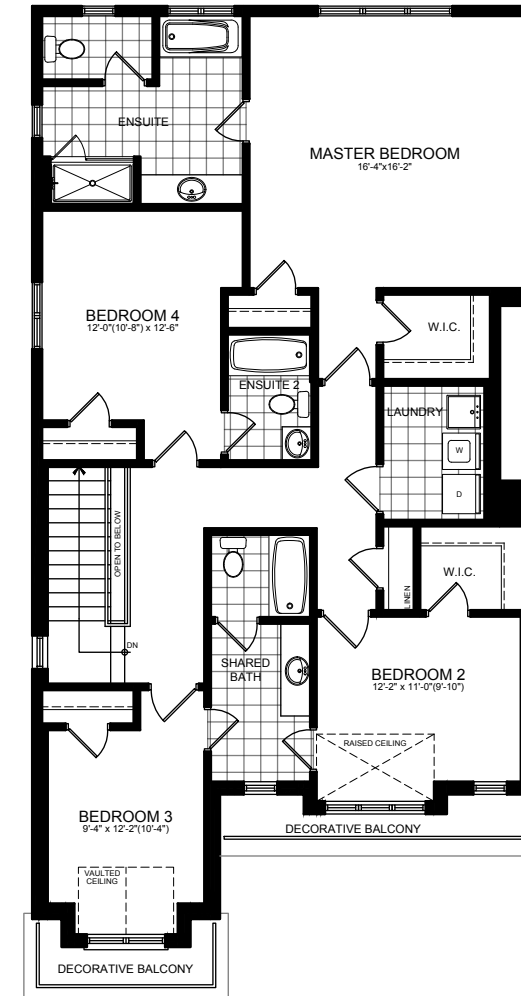 ENSUITE
MASTER BEDROOM
16'-4"x16'-2"
BEDROOM 4
12'-0"(10'-8") x 12'-6"
W.I.C.
ENSUITE 2
LAUNDRY
W
D
OPEN TO BELOW
DN
LINEN
W.I.C.
SHARED
BATH
BEDROOM 2
12'-2" x 11'-0"(9'-10")
RAISED CEILING
BEDROOM 3
9'-4" x 12'-2"(10'-4")
DECORATIVE BALCONY
VAULTED
CEILING
DECORATIVE BALCONY